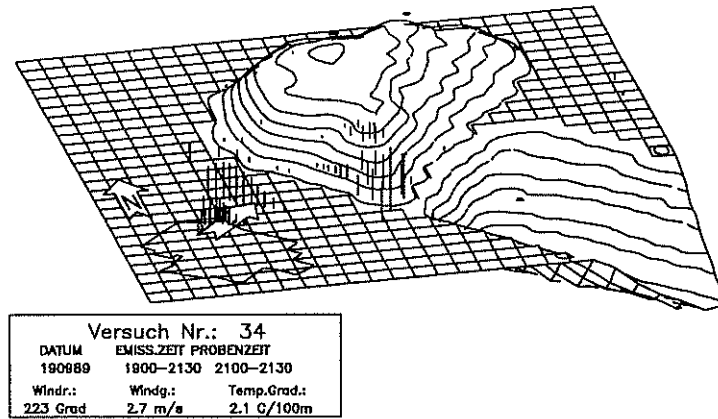 Versuch Nr.: 34
DATUM EMISS.ZEIT PROBENZEIT
190989 1900-2130 2100-2130
Windr.: Windg.: Temp.Grad.:
223 Grad 2.7 m/s 2.1 C/100m